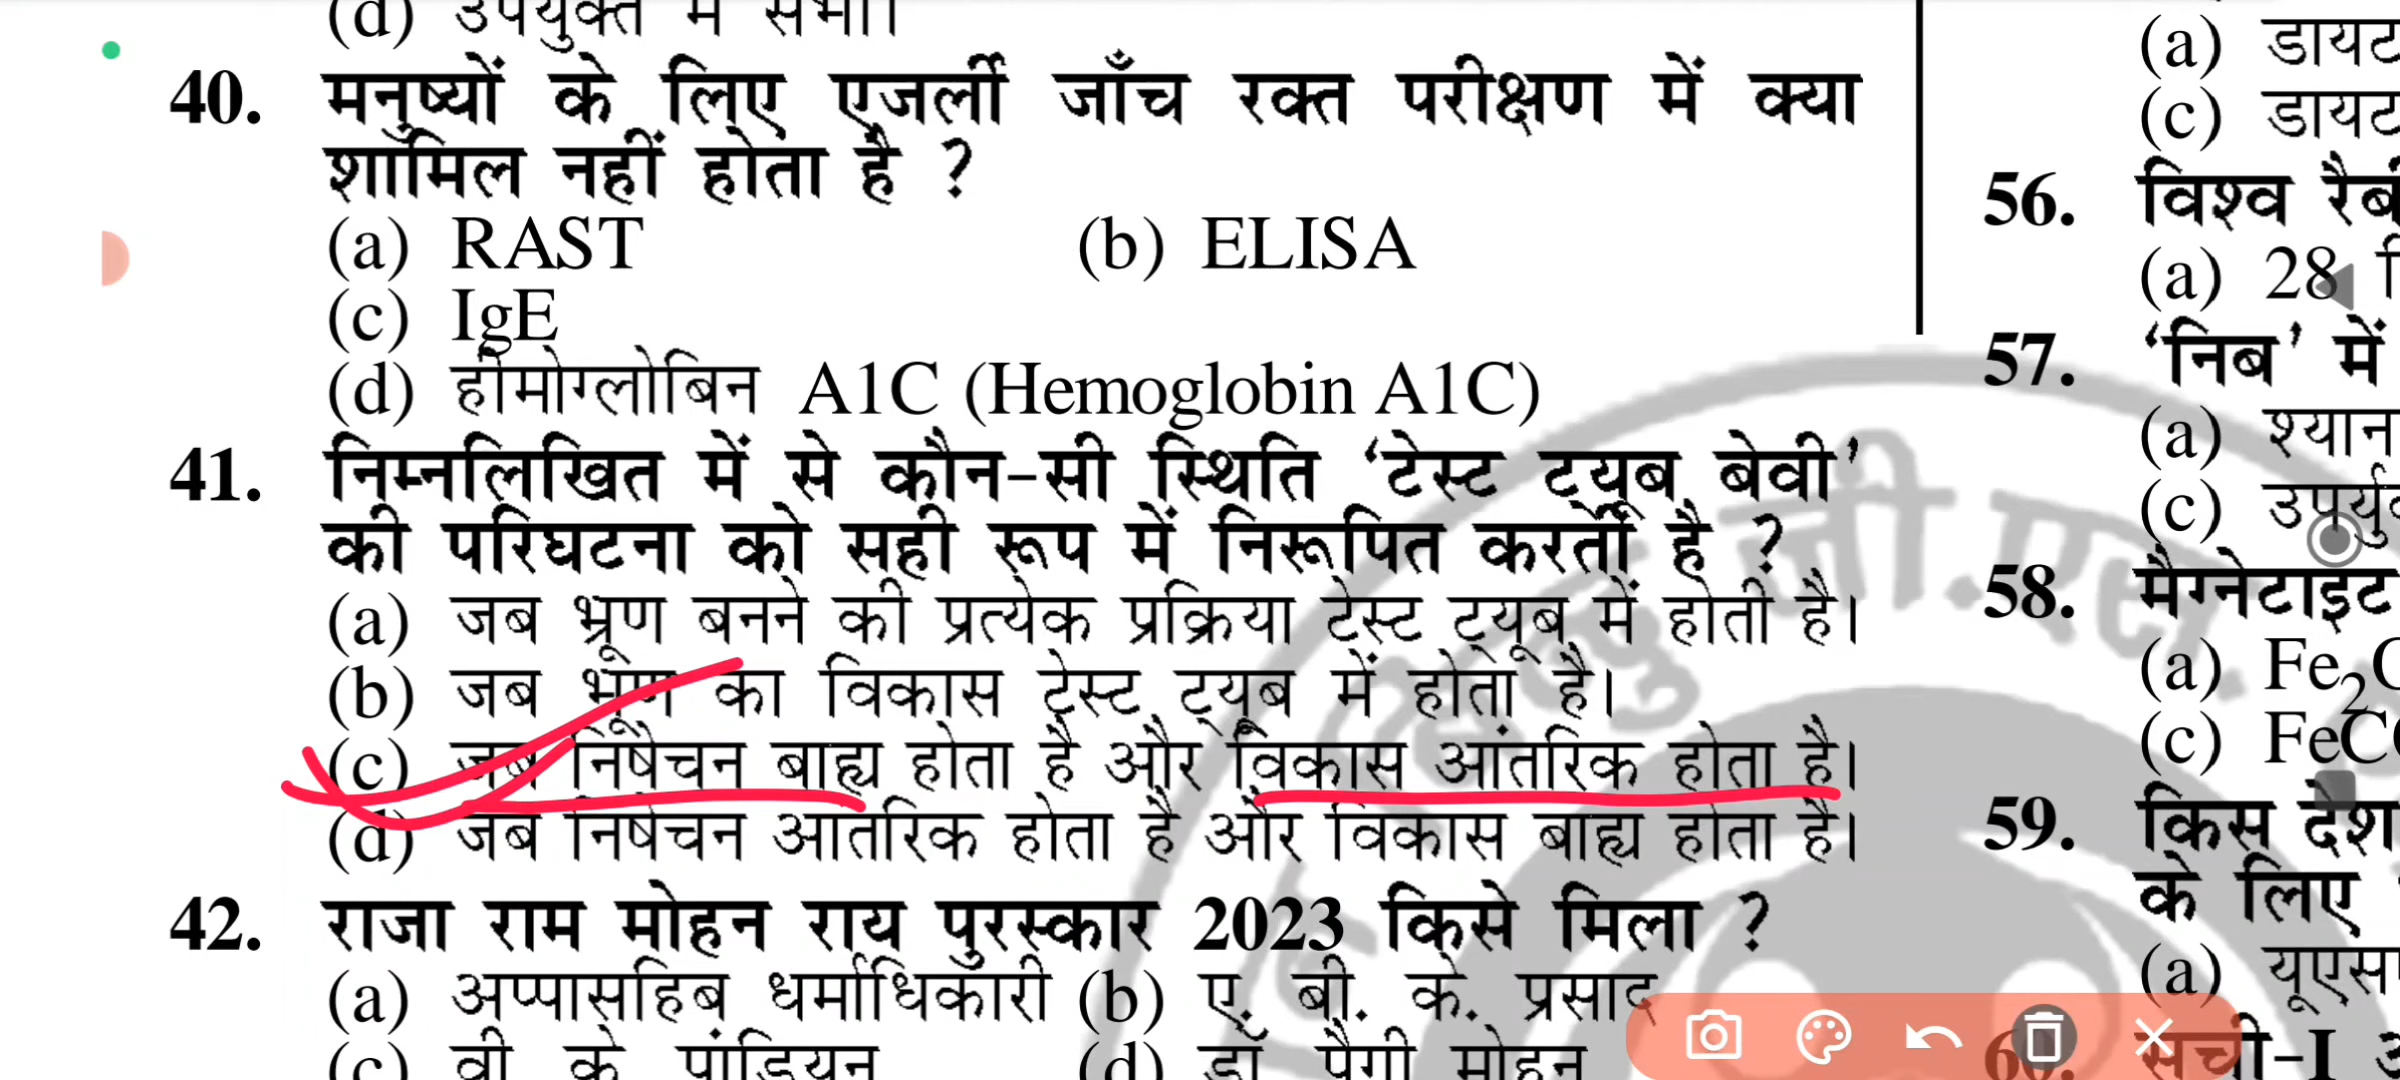 (d) उपर्युक्त में सभी।
40. मनुष्यों के लिए एजर्ली जाँच रक्त परीक्षण में क्या
शामिल नहीं होता है ?
(a) RAST (b) ELISA
(c) IgE
(d) हीमोग्लोबिन A1C (Hemoglobin A1C)
41. निम्नलिखित में से कौन-सी स्थिति ‘टेस्ट ट्यूब बेवी’
की परिघटना को सही रूप में निरूपित करती है ?
(a) जब भ्रूण बनने की प्रत्येक प्रक्रिया टेस्ट ट्यूब में होती है।
(b) जब भ्रूण का विकास टेस्ट ट्यूब में होता है।
(c) जब निषेचन बाह्य होता है और विकास आंतरिक होता है।
(d) जब निषेचन आंतरिक होता है और विकास बाह्य होता है।
42. राजा राम मोहन राय पुरस्कार 2023 किसे मिला ?
(a) अप्पासहिब धर्माधिकारी (b) ए. बी. के. प्रसाद
(c) वी के पांडियन (d) डॉ पैगी मोहन
(a) डायट
(c) डायट
56. विश्व
(a) 28
57. ‘निब’ में
(a) श्यान
(c)
58. मैग्नेटाइट
(a) Fe₂
(c) FeC
59. किस देश
के लिए
(a) यूएस
60. सूची-I
जी.एस.